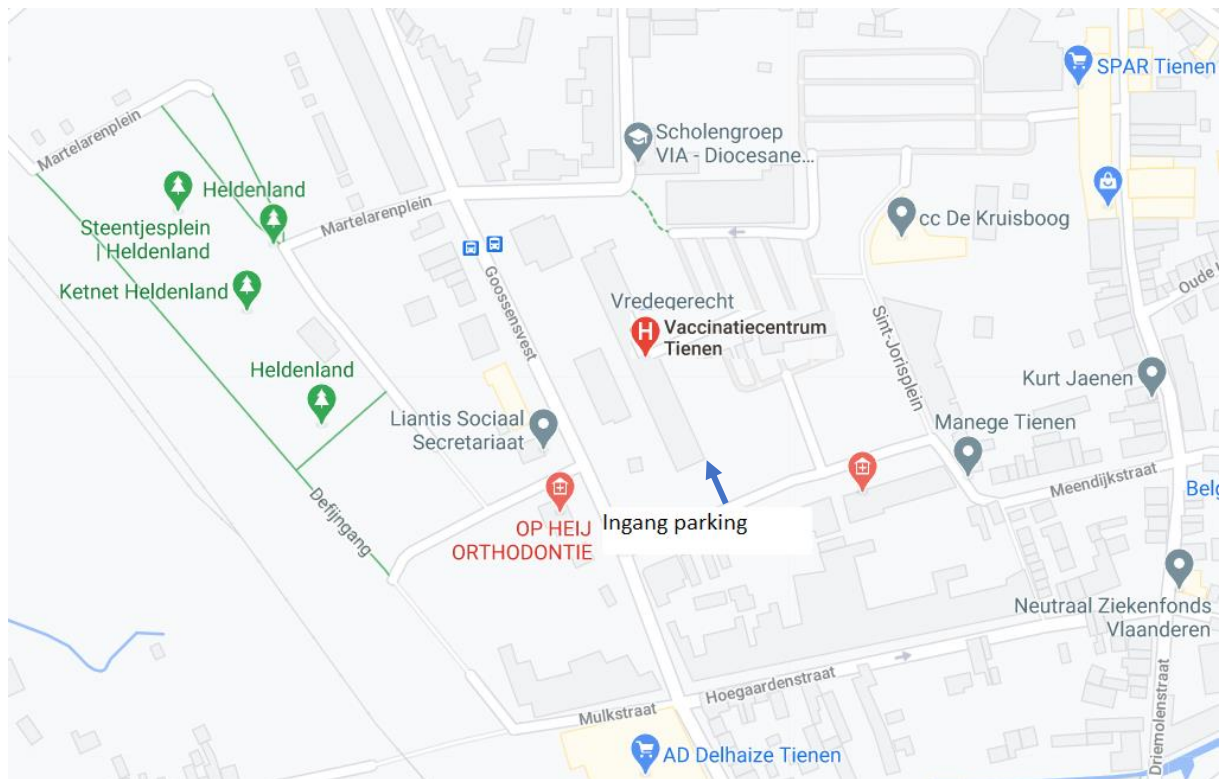 SPAR Tienen
Martelarenplein
Scholengroep
VIA - Diocesane...
Heldenland
Steentjesplein
| Heldenland
Martelarenplein
cc De Kruisboog
Ketnet Heldenland
Goossensvest
Vredegerecht
H
Vaccinatiecentrum
Tienen
Oude
Sint-Jorisplein
Heldenland
Kurt Jaenen
Liantis Sociaal
Secretariaat
Manege Tienen
Meendijkstraat
Belg
Defijngang
OP HEIJ
ORTHODONTIE
Ingang parking
Neutraal Ziekenfonds
Vlaanderen
Hoegaardenstraat
Mulkstraat
Driemolenstraat
AD Delhaize Tienen